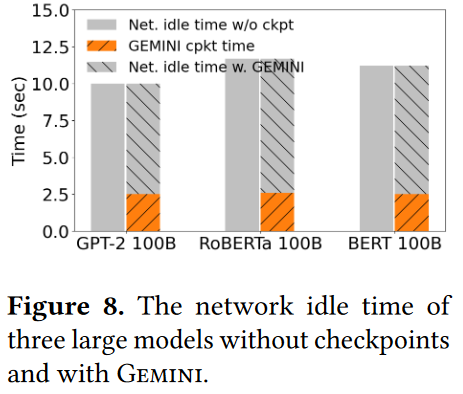 15.0
12.5
10.0
7.5
5.0
2.5
0.0
Time (sec)
Net. idle time w/o ckpt
GEMINI cpkt time
Net. idle time w. GEMINI
GPT-2 100B RoBERTa 100B BERT 100B
Figure 8. The network idle time of
three large models without checkpoints
and with GEMINI.